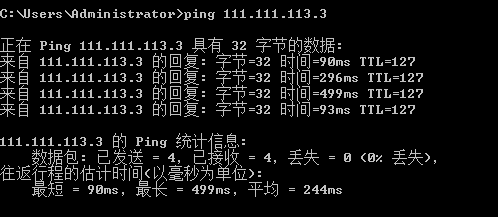 C:\Users\Administrator>ping 111.111.113.3
正在 Ping 111.111.113.3 具有 32 字节的数据:
来自 111.111.113.3 的回复: 字节=32 时间=90ms TTL=127
来自 111.111.113.3 的回复: 字节=32 时间=296ms TTL=127
来自 111.111.113.3 的回复: 字节=32 时间=499ms TTL=127
来自 111.111.113.3 的回复: 字节=32 时间=93ms TTL=127
111.111.113.3 的 Ping 统计信息:
数据包: 已发送 = 4, 已接收 = 4, 丢失 = 0 (0% 丢失),
往返行程的估计时间(以毫秒为单位):
最短 = 90ms, 最长 = 499ms, 平均 = 244ms